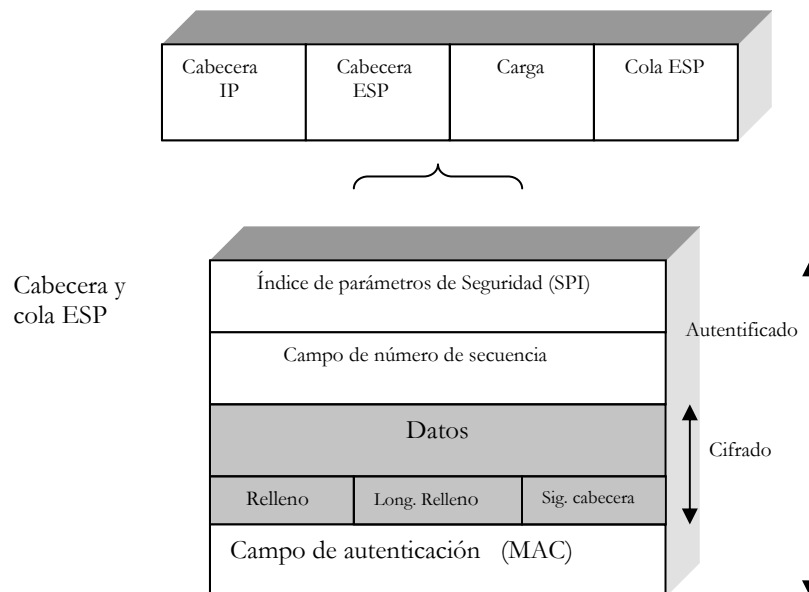 Cabecera IP
Cabecera ESP
Carga
Cola ESP
Cabecera y
cola ESP
Índice de parámetros de Seguridad (SPI)
Autentificado
Campo de número de secuencia
Datos
Cifrado
Relleno
Long. Relleno
Sig. cabecera
Campo de autenticación (MAC)